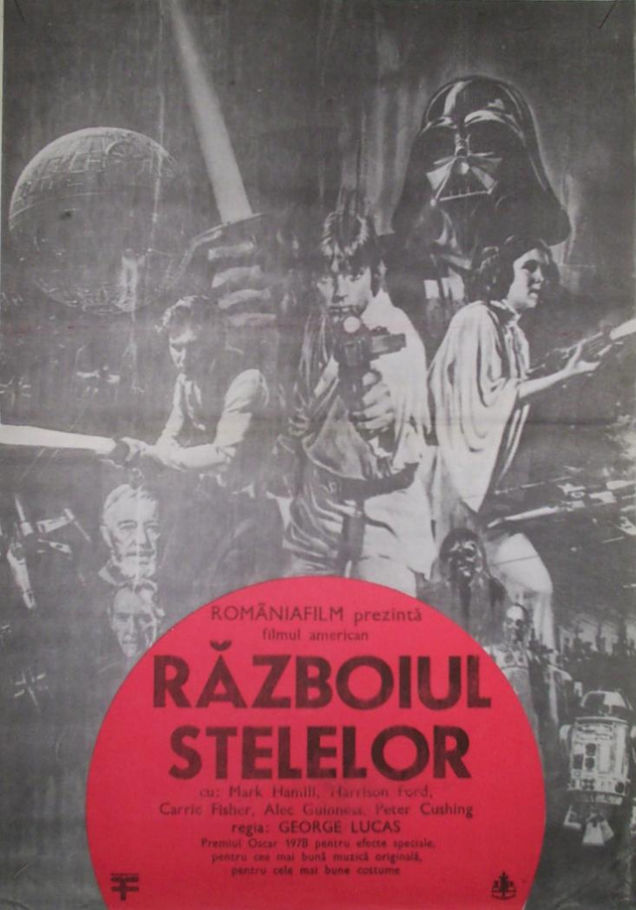 ROMÂNIAFILM prezintă
filmul american
RĂZBOIUL
STELELOR
cu: Mark Hamill, Harrison Ford,
Carrie Fisher, Alec Guinness, Peter Cushing
regia: GEORGE LUCAS
Premiul Oscar 1978 pentru efecte speciale,
pentru cea mai bună muzică originală,
pentru cele mai bune costume